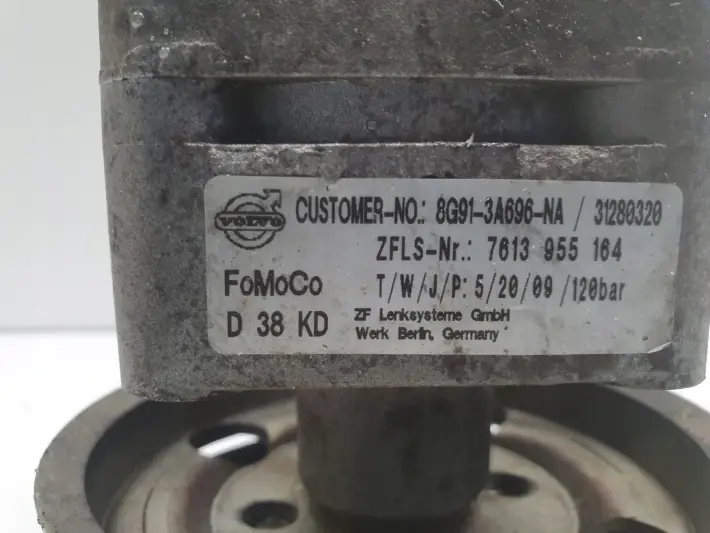 VOLVO
CUSTOMER-NO.: 8G91-3A696-NA / 31280320
ZFLS-Nr.: 7613 955 164
FoMoCo
T/W/J/P: 5/20/09 /120bar
D 38 KD
ZF Lenksysteme GmbH
Werk Berlin, Germany